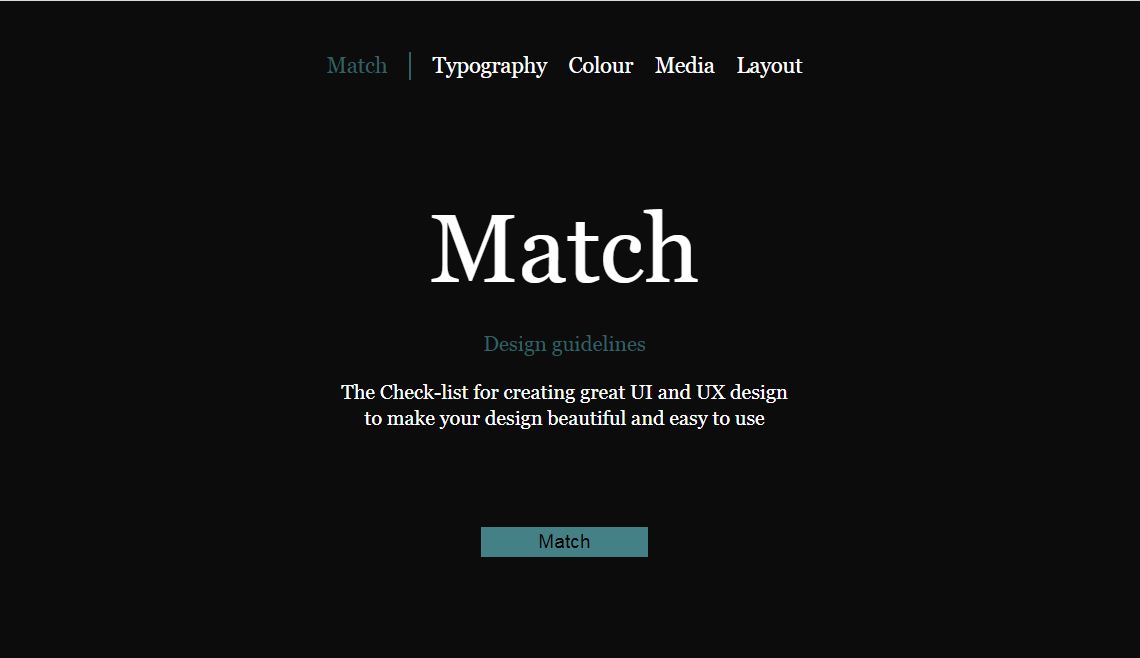 Match | Typography Colour Media Layout
Match
Design guidelines
The Check-list for creating great UI and UX design
to make your design beautiful and easy to use
Match